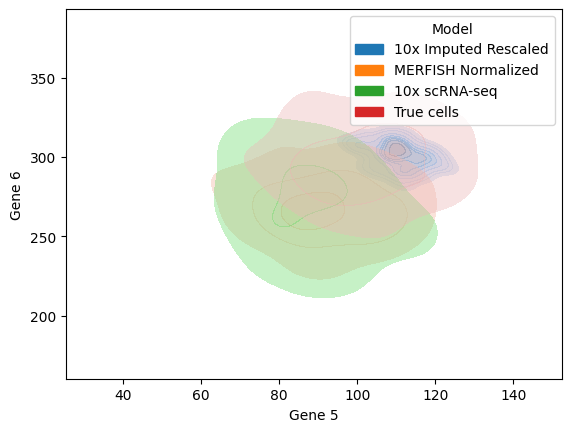 Model
10x Imputed Rescaled
MERFISH Normalized
10x scRNA-seq
True cells
350
300
250
200
Gene 6
40 60 80 100 120 140
Gene 5